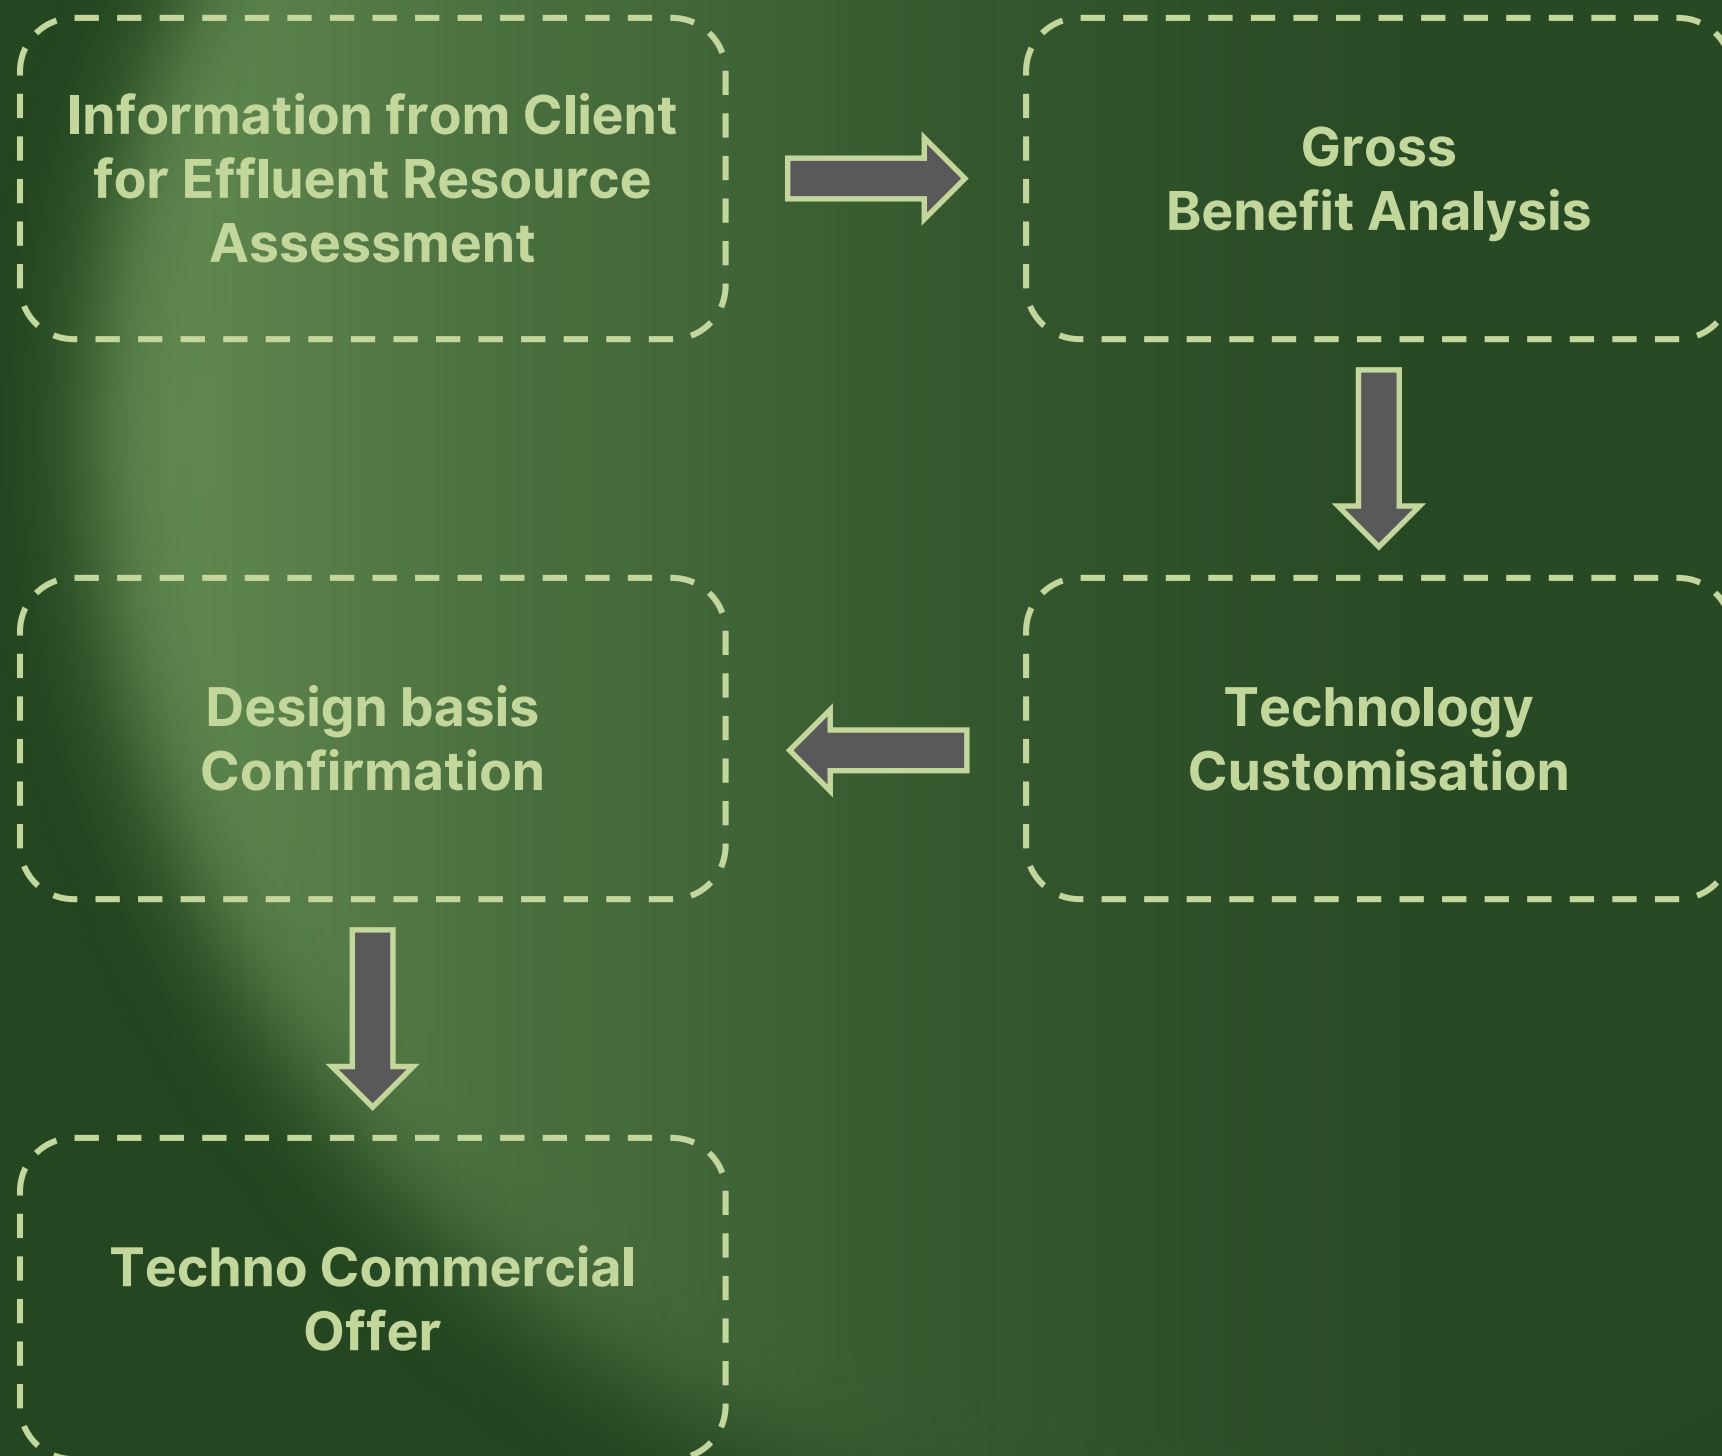 Information from Client
for Effluent Resource
Assessment
Gross
Benefit Analysis
Technology
Customisation
Design basis
Confirmation
Techno Commercial
Offer